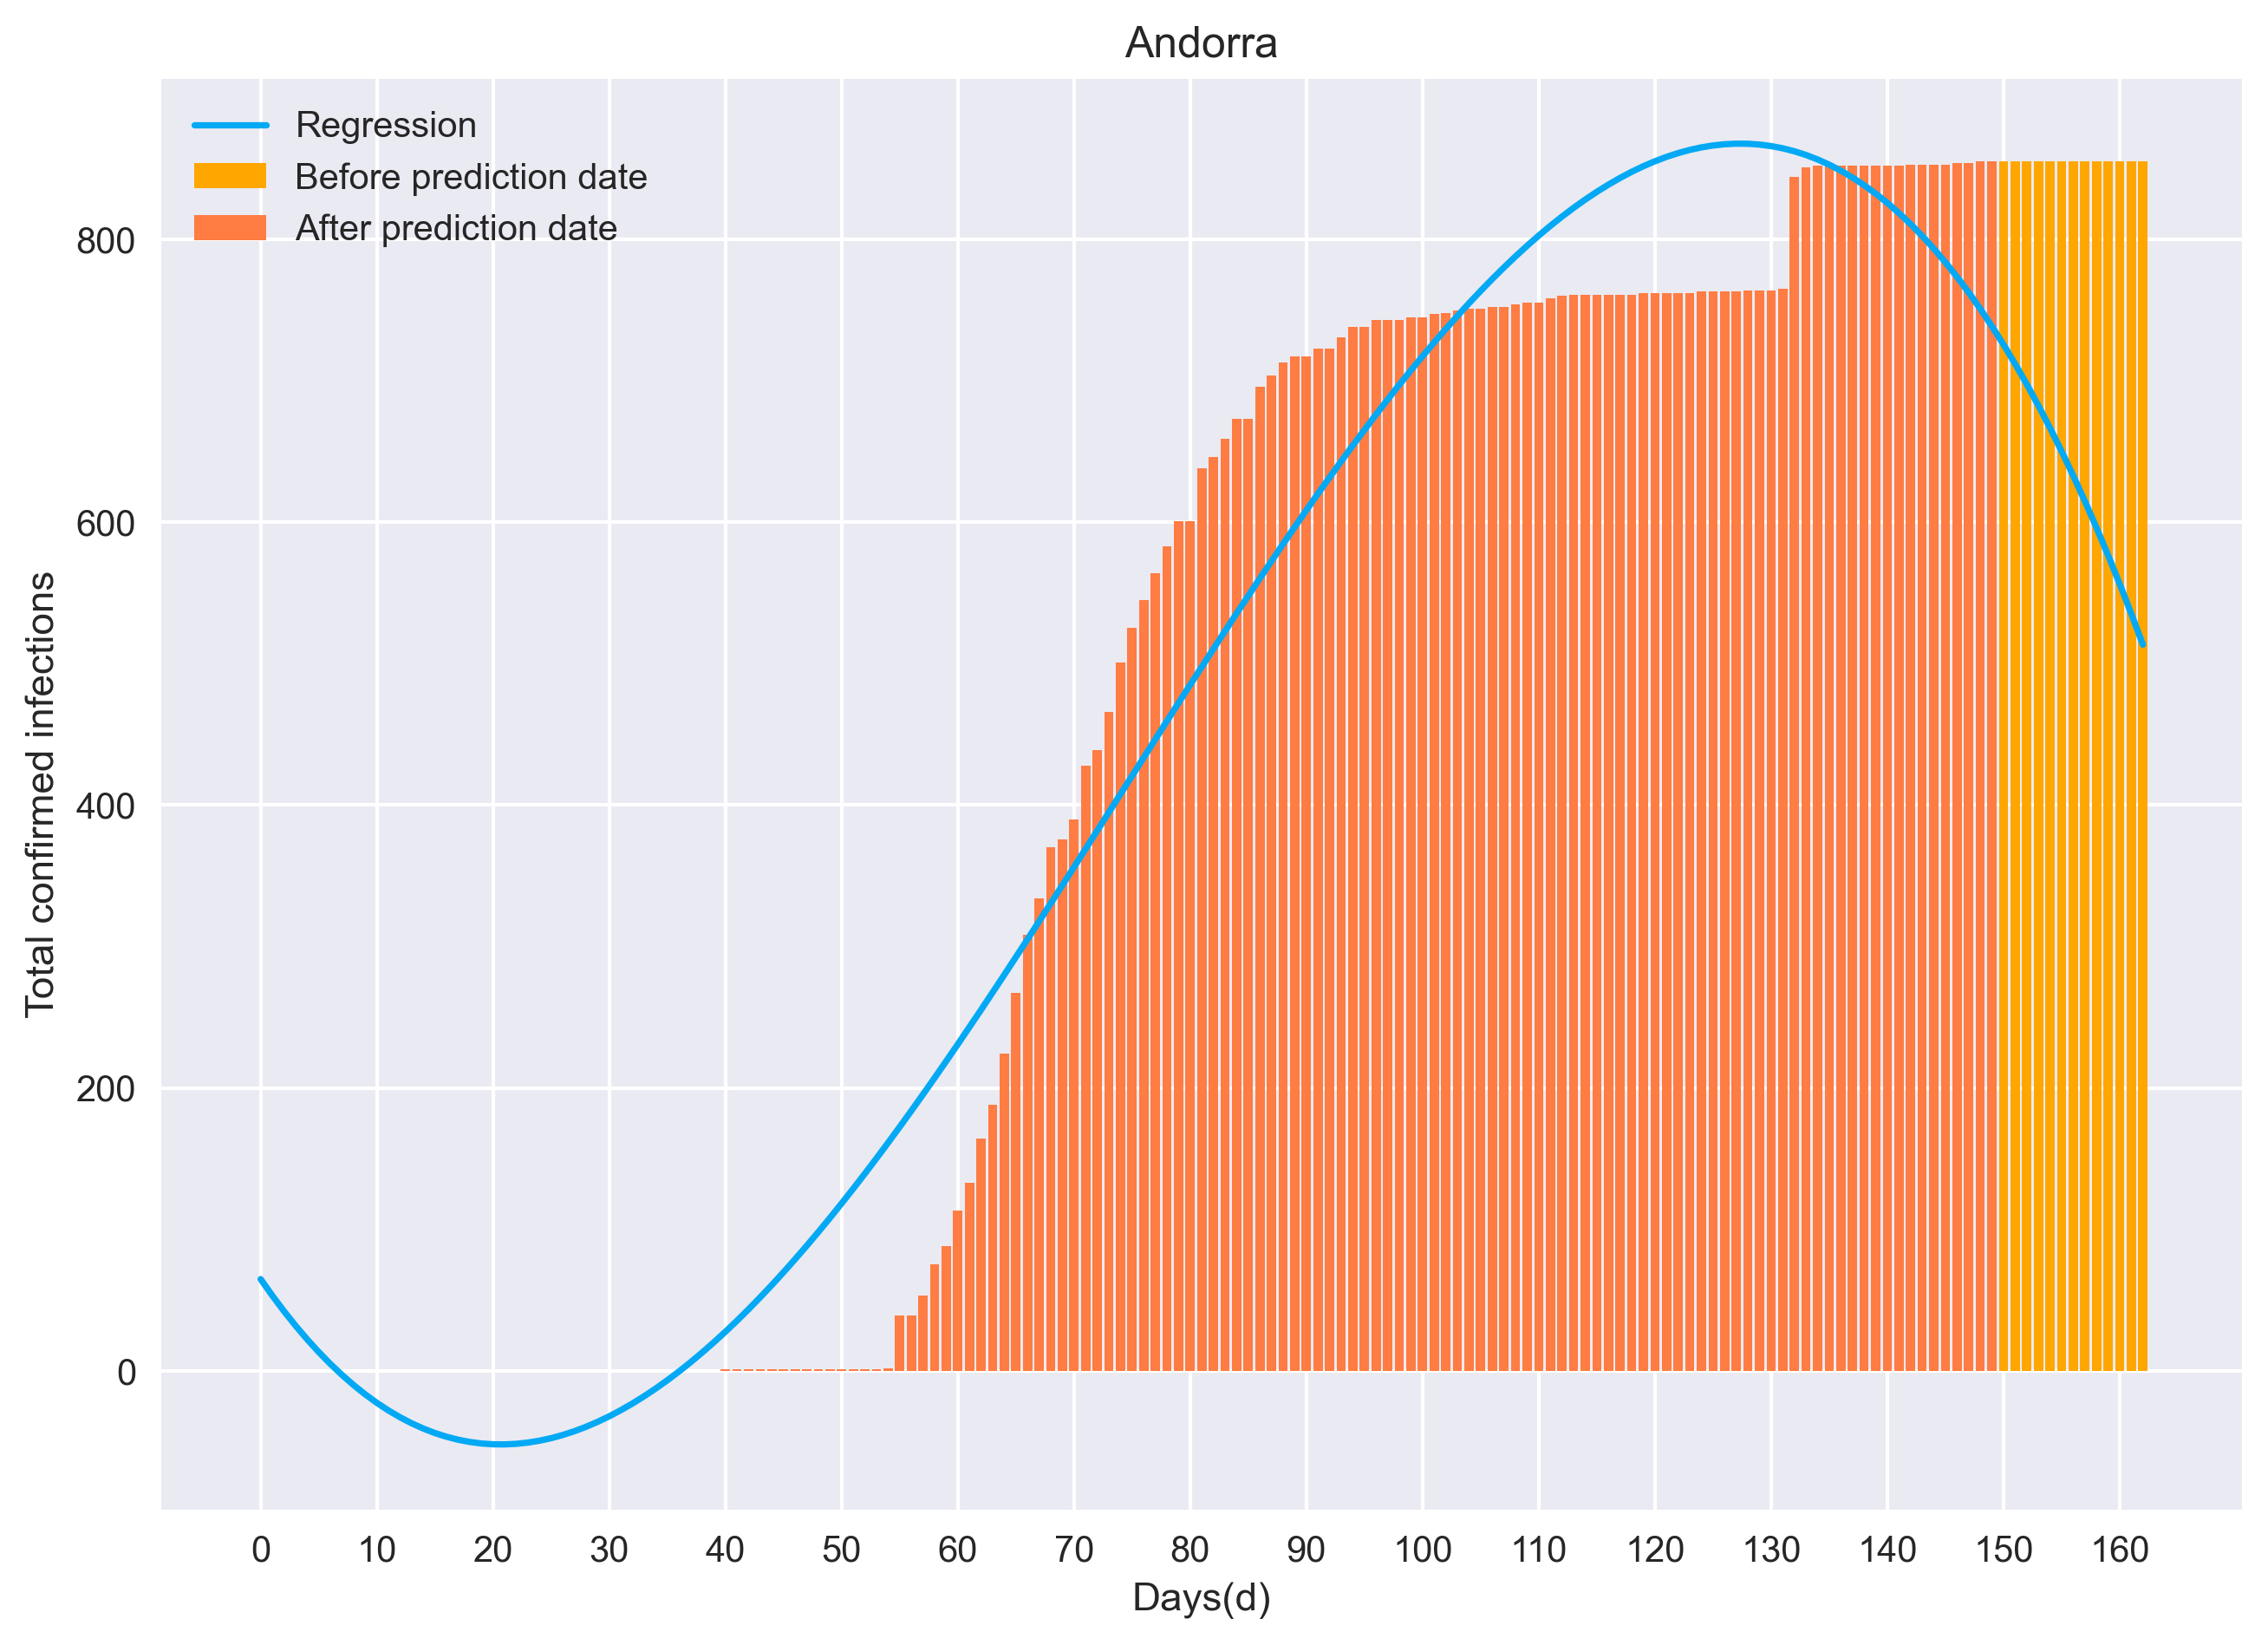 Andorra
Regression
Before prediction date
After prediction date
800
600
400
200
0
Total confirmed infections
0 10 20 30 40 50 60 70 80 90 100 110 120 130 140 150 160
Days(d)